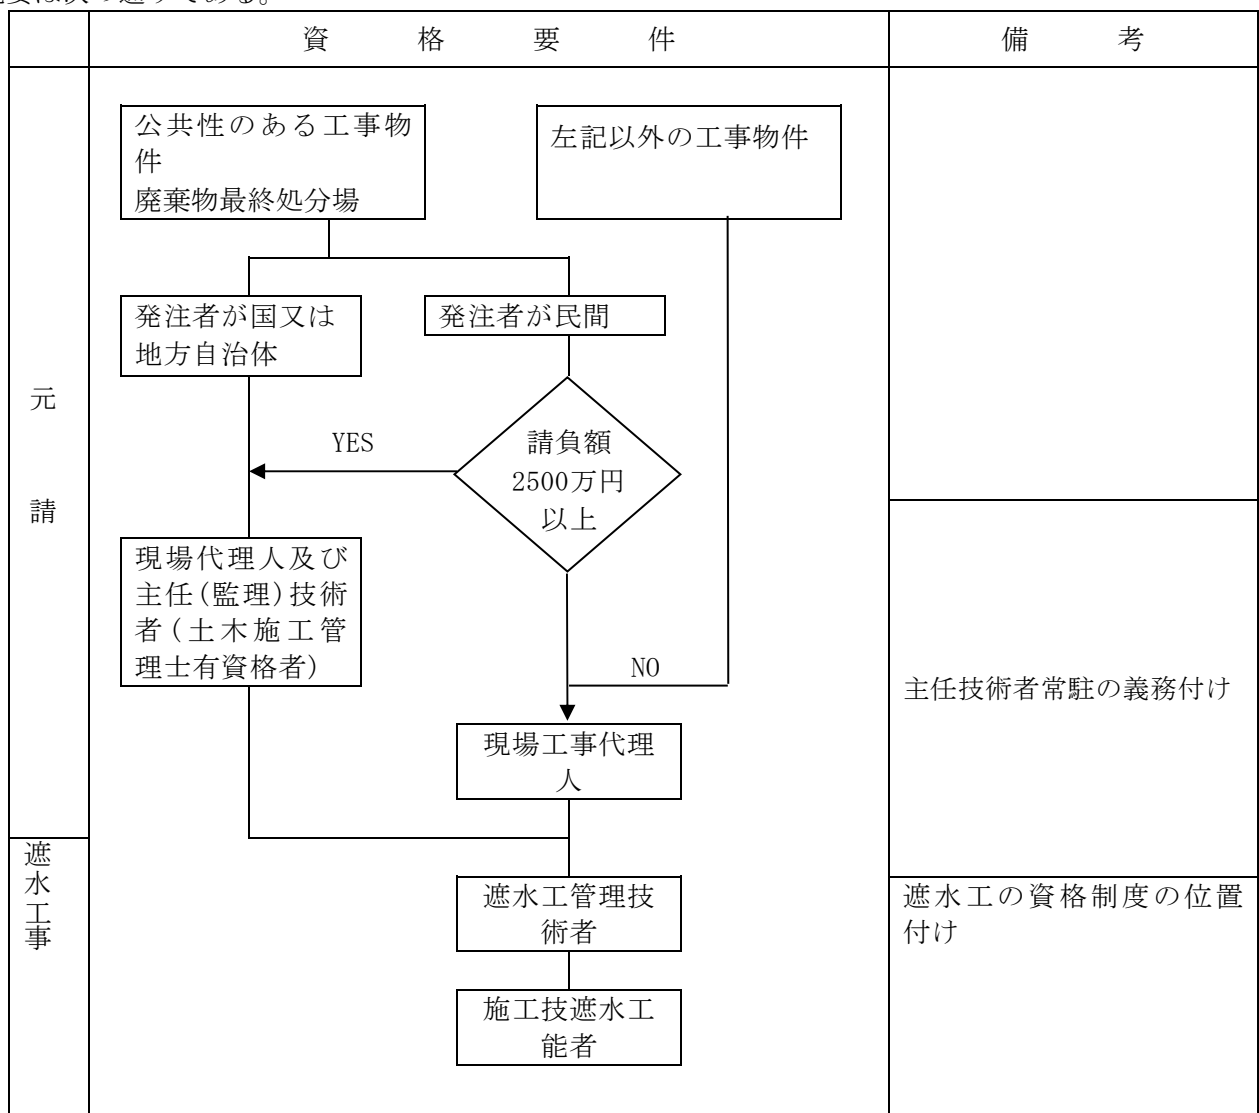 資格要件
備考
元請
公共性のある工事物
件
廃棄物最終処分場
左記以外の工事物件
発注者が国又は
地方自治体
発注者が民間
YES
請負額
2500万円
以上
現場代理人及び
主任(監理)技術
者(土木施工管
理士有資格者)
NO
主任技術者常駐の義務付け
現場工事代理
人
遮水工事
遮水工管理技
術者
遮水工の資格制度の位置
付け
施工技遮水工
能者